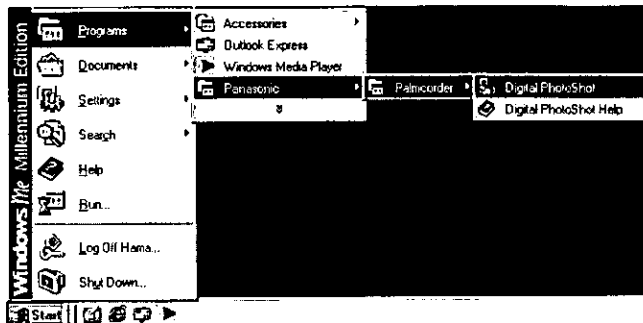 Windows Me Millennium Edition
Programs
Documents
Settings
Search
Help
Run...
Log Off Hama...
Shut Down...
Accessories
Outlook Express
Windows Media Player
Panasonic
Palmcorder
Digital PhotoShot
Digital PhotoShot Help
Start